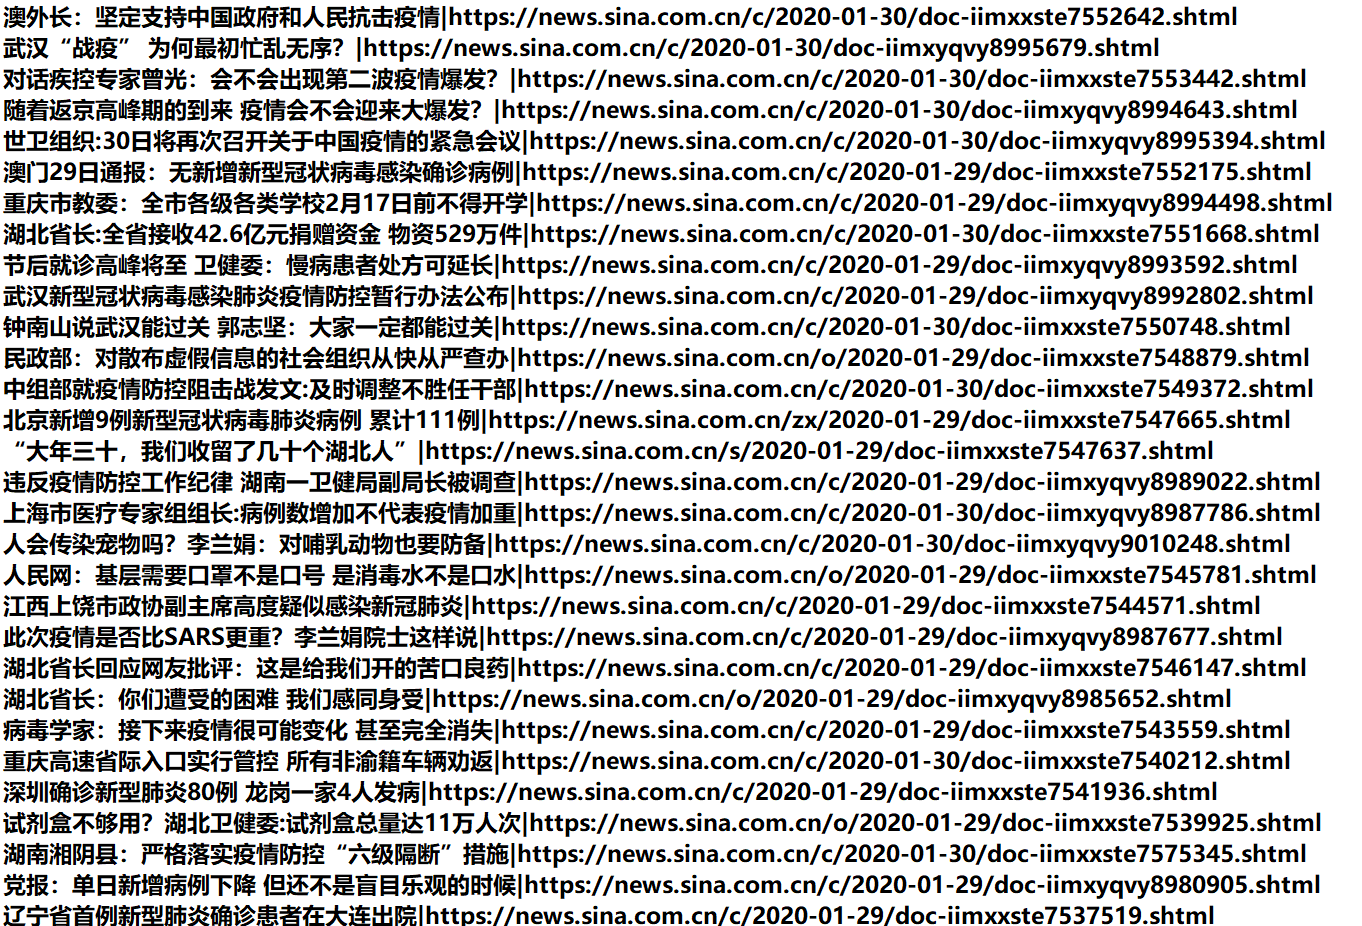 澳外长：坚定支持中国政府和人民抗击疫情|https://news.sina.com.cn/c/2020-01-30/doc-iimxxste7552642.shtml
武汉“战疫” 为何最初忙乱无序？|https://news.sina.com.cn/c/2020-01-30/doc-iimxyqvy8995679.shtml
对话疾控专家曾光：会不会出现第二波疫情爆发？|https://news.sina.com.cn/c/2020-01-30/doc-iimxxste7553442.shtml
随着返京高峰期的到来 疫情会不会迎来大爆发？|https://news.sina.com.cn/c/2020-01-30/doc-iimxyqvy8994643.shtml
世卫组织:30日将再次召开关于中国疫情的紧急会议|https://news.sina.com.cn/c/2020-01-30/doc-iimxyqvy8995394.shtml
澳门29日通报：无新增新型冠状病毒感染确诊病例|https://news.sina.com.cn/c/2020-01-29/doc-iimxxste7552175.shtml
重庆市教委：全市各级各类学校2月17日前不得开学|https://news.sina.com.cn/c/2020-01-29/doc-iimxyqvy8994498.shtml
湖北省长:全省接收42.6亿元捐赠资金 物资529万件|https://news.sina.com.cn/c/2020-01-29/doc-iimxxste7551668.shtml
节后就诊高峰将至 卫健委：慢病患者处方可延长|https://news.sina.com.cn/c/2020-01-29/doc-iimxyqvy8993592.shtml
武汉新型冠状病毒感染肺炎疫情防控暂行办法公布|https://news.sina.com.cn/c/2020-01-29/doc-iimxyqvy8992802.shtml
钟南山说武汉能过关 郭志坚：大家一定都能过关|https://news.sina.com.cn/c/2020-01-30/doc-iimxxste7550748.shtml
民政部：对散布虚假信息的社会组织从快从严查办|https://news.sina.com.cn/o/2020-01-29/doc-iimxxste7548879.shtml
中组部就疫情防控阻击战发文:及时调整不胜任干部|https://news.sina.com.cn/c/2020-01-30/doc-iimxxste7549372.shtml
北京新增9例新型冠状病毒肺炎病例 累计111例|https://news.sina.com.cn/zx/2020-01-29/doc-iimxxste7547665.shtml
“大年三十，我们收留了几十个湖北人”|https://news.sina.com.cn/s/2020-01-29/doc-iimxxste7547637.shtml
违反疫情防控工作纪律 湖南一卫健局副局长被调查|https://news.sina.com.cn/c/2020-01-29/doc-iimxyqvy8989022.shtml
上海市医疗专家组组长:病例数增加不代表疫情加重|https://news.sina.com.cn/c/2020-01-30/doc-iimxyqvy8987786.shtml
人会传染宠物吗？李兰娟：对哺乳动物也要防备|https://news.sina.com.cn/c/2020-01-30/doc-iimxyqvy9010248.shtml
人民网：基层需要口罩不是口号 是消毒水不是口水|https://news.sina.com.cn/o/2020-01-29/doc-iimxxste7545781.shtml
江西上饶市政协副主席高度疑似感染新冠肺炎|https://news.sina.com.cn/c/2020-01-29/doc-iimxxste7544571.shtml
此次疫情是否比SARS更重？李兰娟院士这样说|https://news.sina.com.cn/c/2020-01-29/doc-iimxyqvy8987677.shtml
湖北省长回应网友批评：这是给我们开的苦口良药|https://news.sina.com.cn/c/2020-01-29/doc-iimxxste7546147.shtml
湖北省长：你们遭受的困难 我们感同身受|https://news.sina.com.cn/o/2020-01-29/doc-iimxyqvy8985652.shtml
病毒学家：接下来疫情很可能变化 甚至完全消失|https://news.sina.com.cn/c/2020-01-29/doc-iimxxste7543559.shtml
重庆高速省际入口实行管控 所有非渝籍车辆劝返|https://news.sina.com.cn/c/2020-01-30/doc-iimxxste7540212.shtml
深圳确诊新型肺炎80例 龙岗一家4人发病|https://news.sina.com.cn/c/2020-01-29/doc-iimxxste7541936.shtml
试剂盒不够用？湖北卫健委:试剂盒总量达11万人次|https://news.sina.com.cn/o/2020-01-29/doc-iimxxste7539925.shtml
湖南湘阴县：严格落实疫情防控“六级隔断”措施|https://news.sina.com.cn/c/2020-01-30/doc-iimxxste7575345.shtml
党报：单日新增病例下降 但还不是盲目乐观的时候|https://news.sina.com.cn/c/2020-01-29/doc-iimxyqvy8980905.shtml
辽宁省首例新型肺炎确诊患者在大连出院|https://news.sina.com.cn/c/2020-01-29/doc-iimxxste7537519.shtml